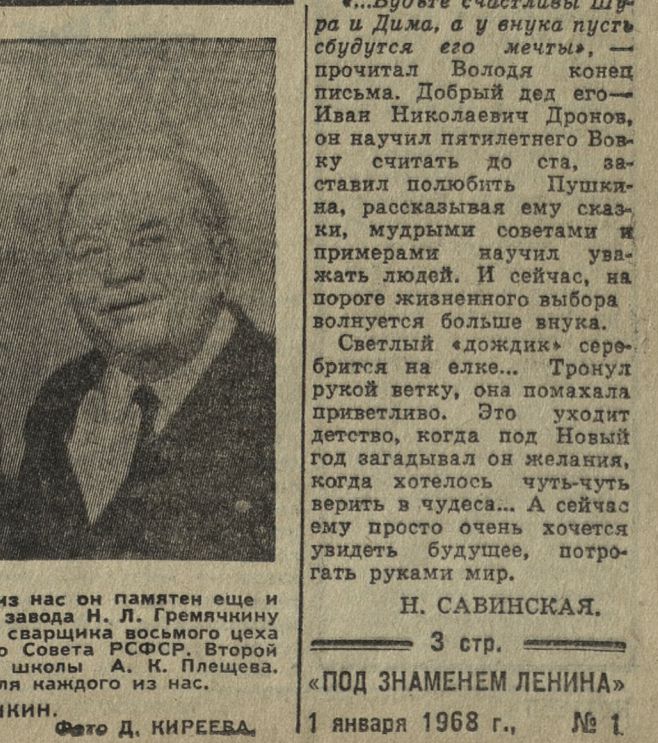 «...Будьте счастливы Шу-
ра и Дима, а у внука пусть
сбудутся его мечты», —
прочитал Володя конец
письма. Добрый дед его—
Иван Николаевич Дронов,
он научил пятилетнего Вов-
ку считать до ста, за-
ставил полюбить Пушки-
на, рассказывая ему сказ-
ки, мудрыми советами и
примерами научил ува-
жать людей. И сейчас, на
пороге жизненного выбора
волнуется больше внука.
Светлый «дождик» сере-
брится на елке... Тронул
рукой ветку, она помахала
приветливо. Это уходит
детство, когда под Новый
год загадывал он желания,
когда хотелось чуть-чуть
верить в чудеса... А сейчас
ему просто очень хочется
увидеть будущее, потро-
гать руками мир.
Н. САВИНСКАЯ.
из нас он памятен еще и
завода Н. Л. Гремячкину
сварщика восьмого цеха
о Совета РСФСР. Второй
школы А. К. Плещева.
ля каждого из нас.
ІКИН.
Фото Д. КИРЕЕВА.
3 стр.
«ПОД ЗНАМЕНЕМ ЛЕНИНА»
1 января 1968 г., № 1